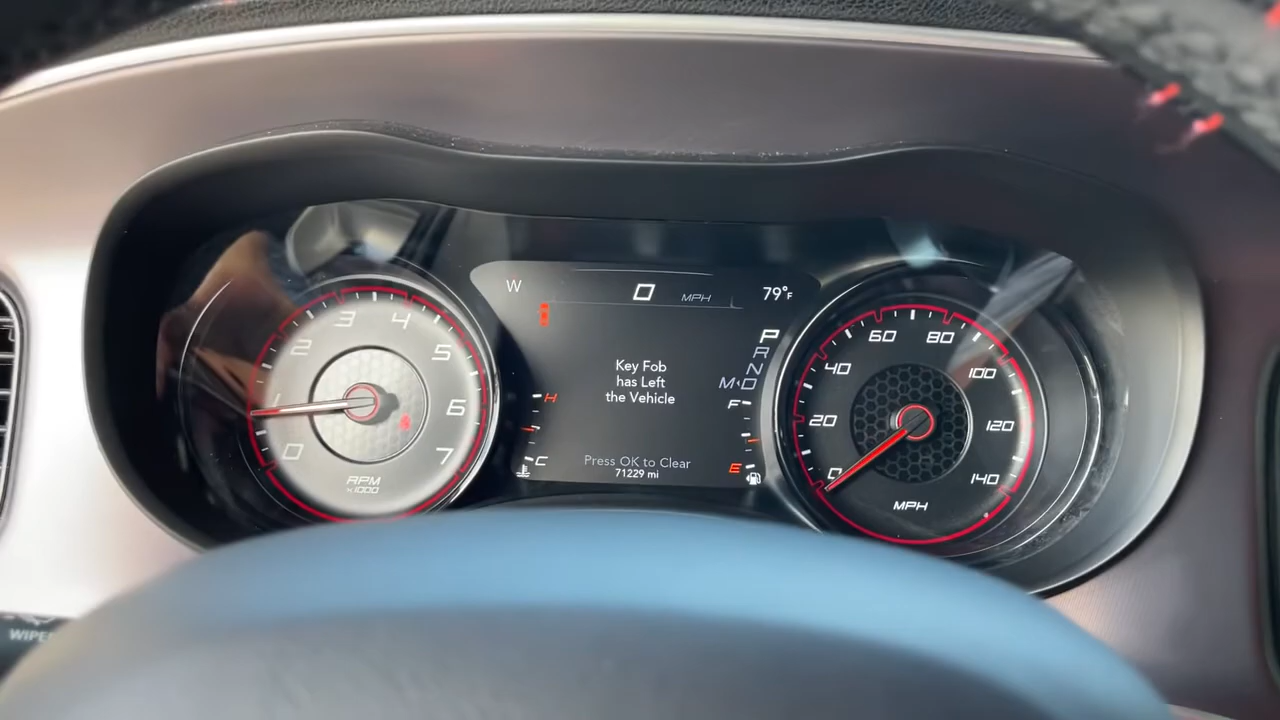 W 0 MPH 79°F
P
R
N
M D
Key Fob
has Left
the Vehicle
H
C
F
E
Press OK to Clear
71229 mi
0 1 2 3 4 5 6 7
RPM
x1000
0 20 40 60 80 100 120 140
MPH